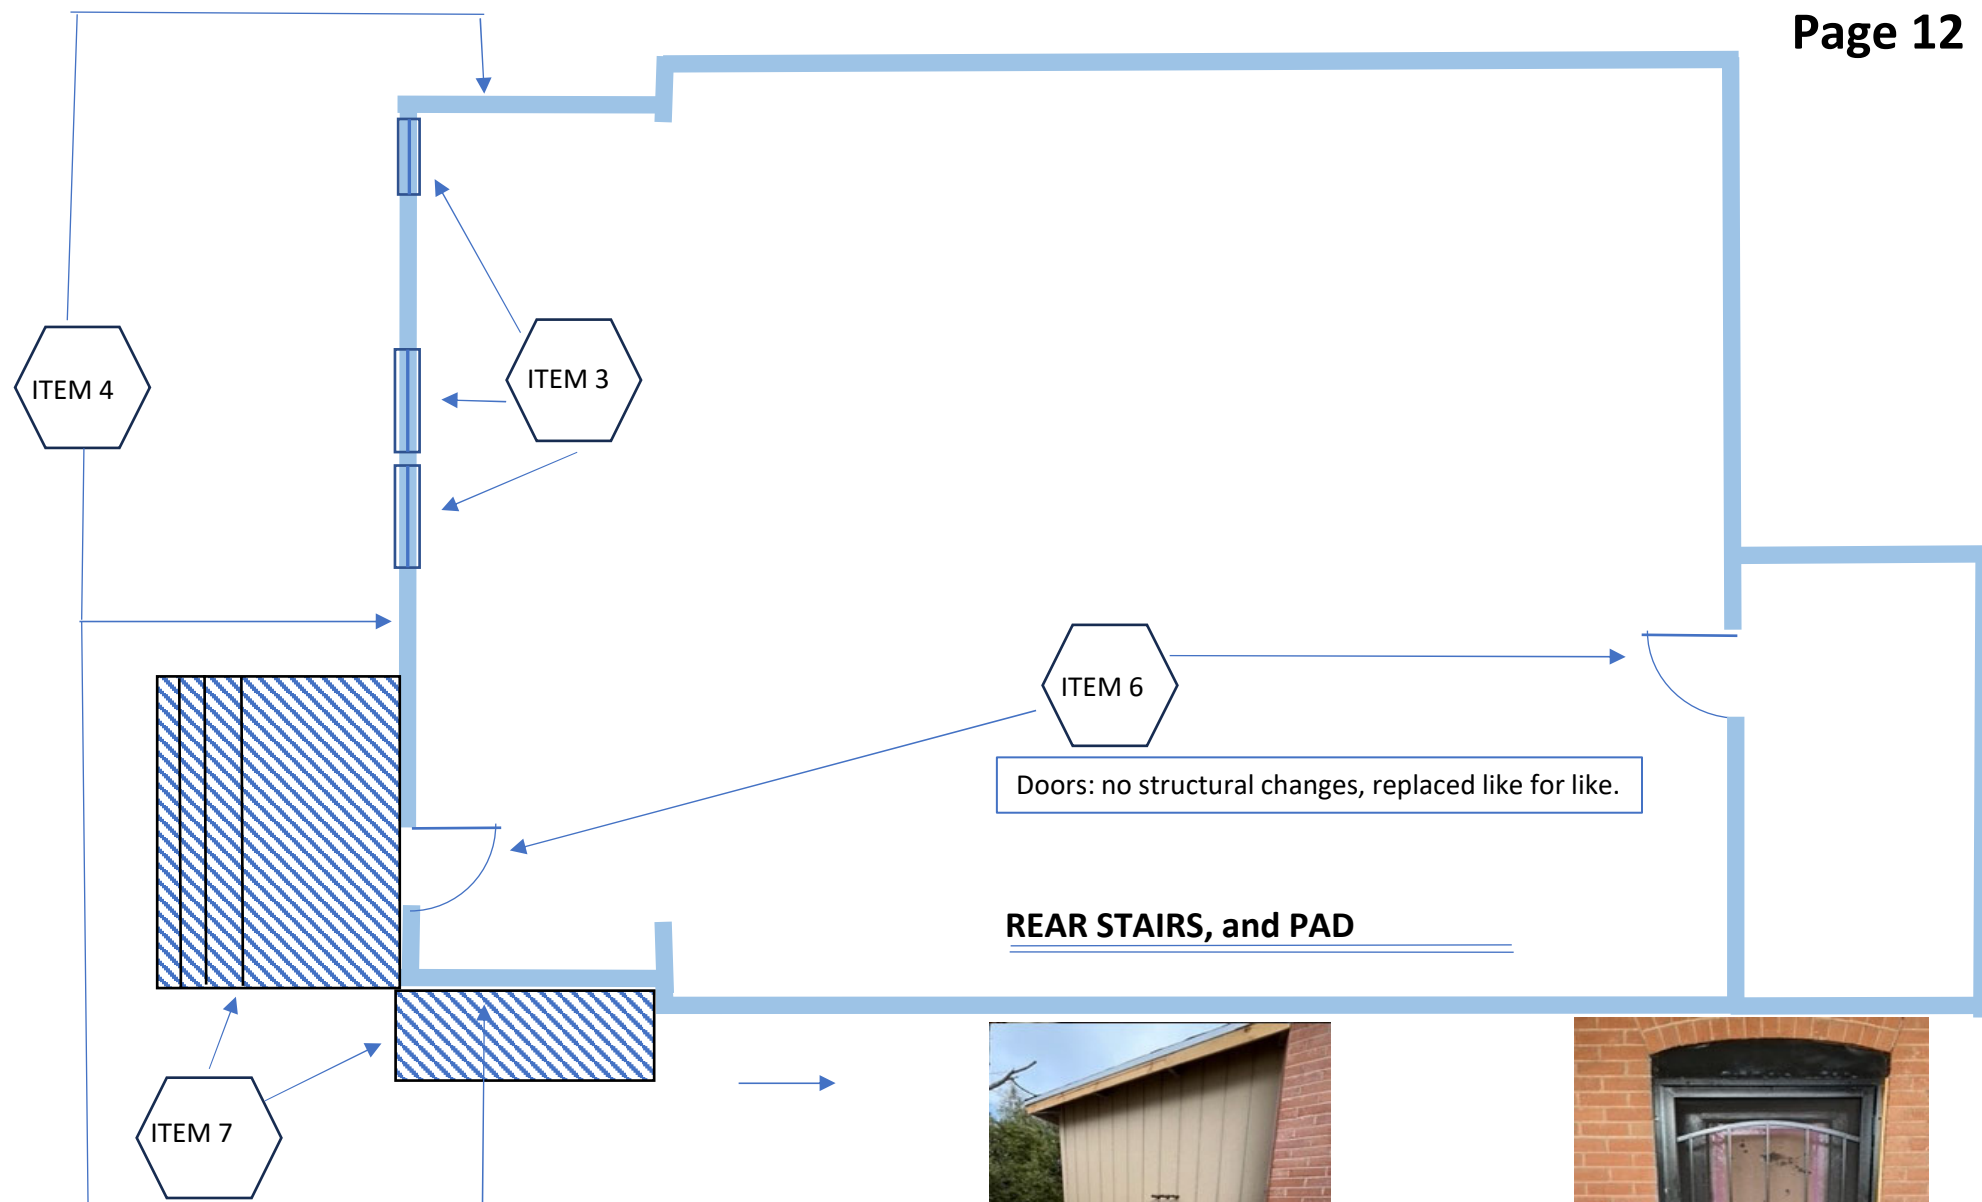 Page 12
ITEM 4
ITEM 3
ITEM 6
Doors: no structural changes, replaced like for like.
REAR STAIRS, and PAD
ITEM 7